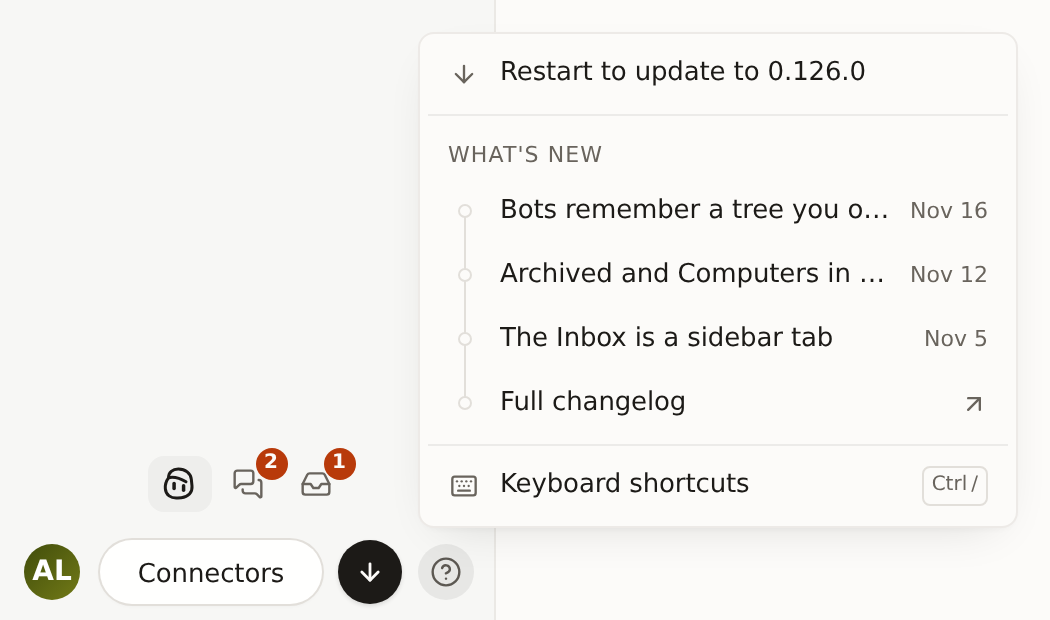 Restart to update to 0.126.0
WHAT'S NEW
Bots remember a tree you o... Nov 16
Archived and Computers in ... Nov 12
The Inbox is a sidebar tab Nov 5
Full changelog
Keyboard shortcuts Ctrl /
2 1
AL Connectors ?